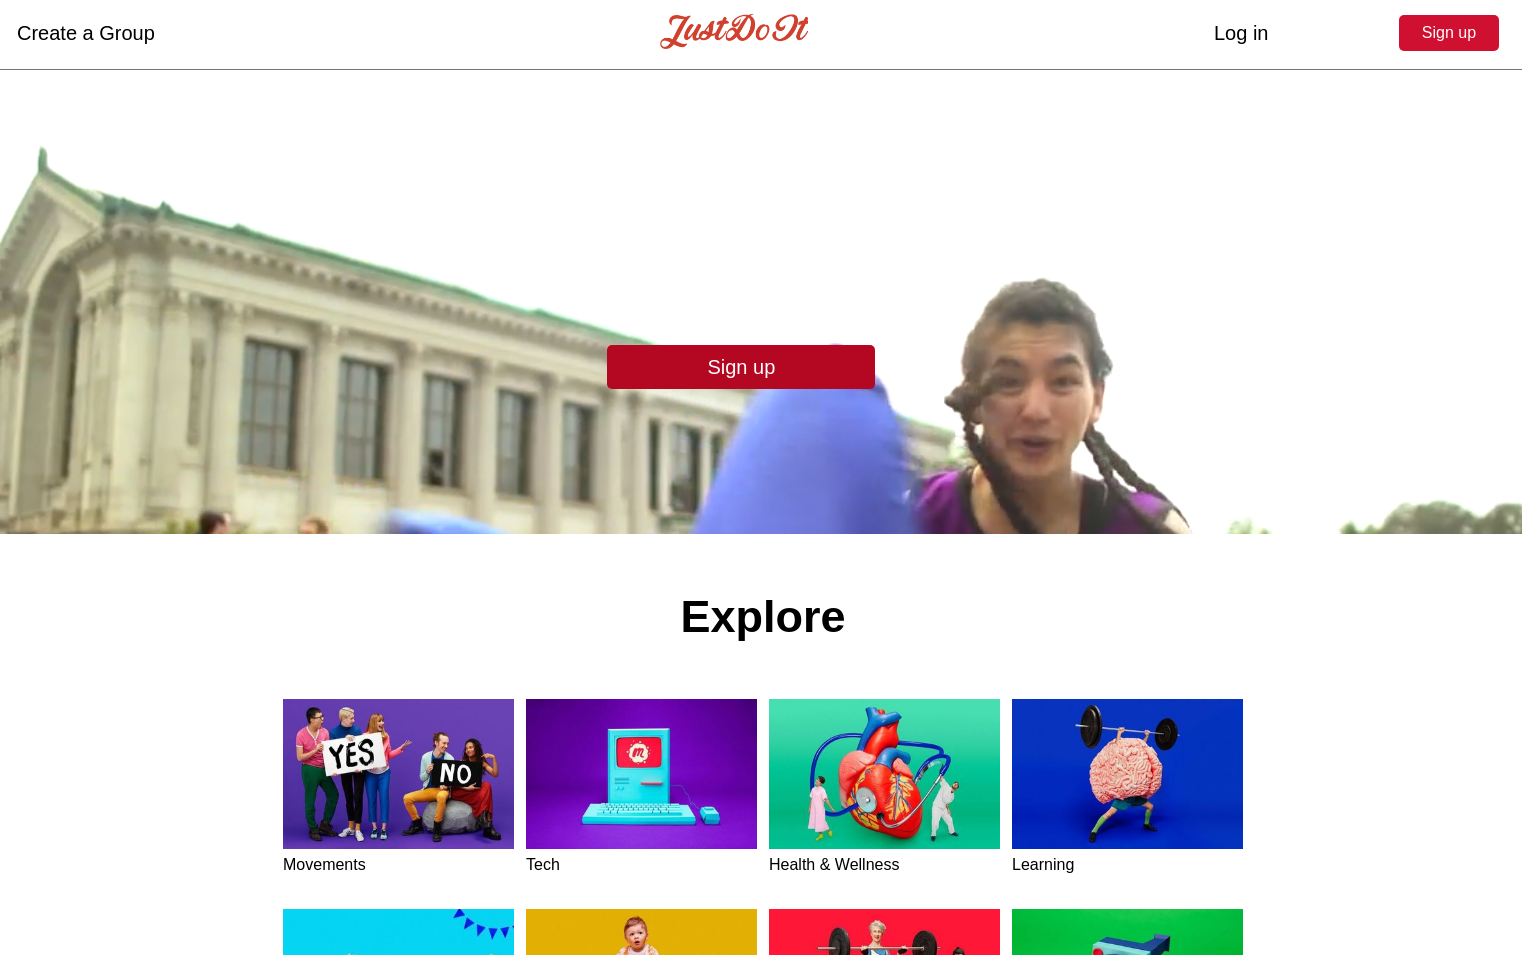 Create a Group
JustDoIt
Log in
Sign up
Sign up
Explore
YES
NO
m
Movements
Tech
Health & Wellness
Learning